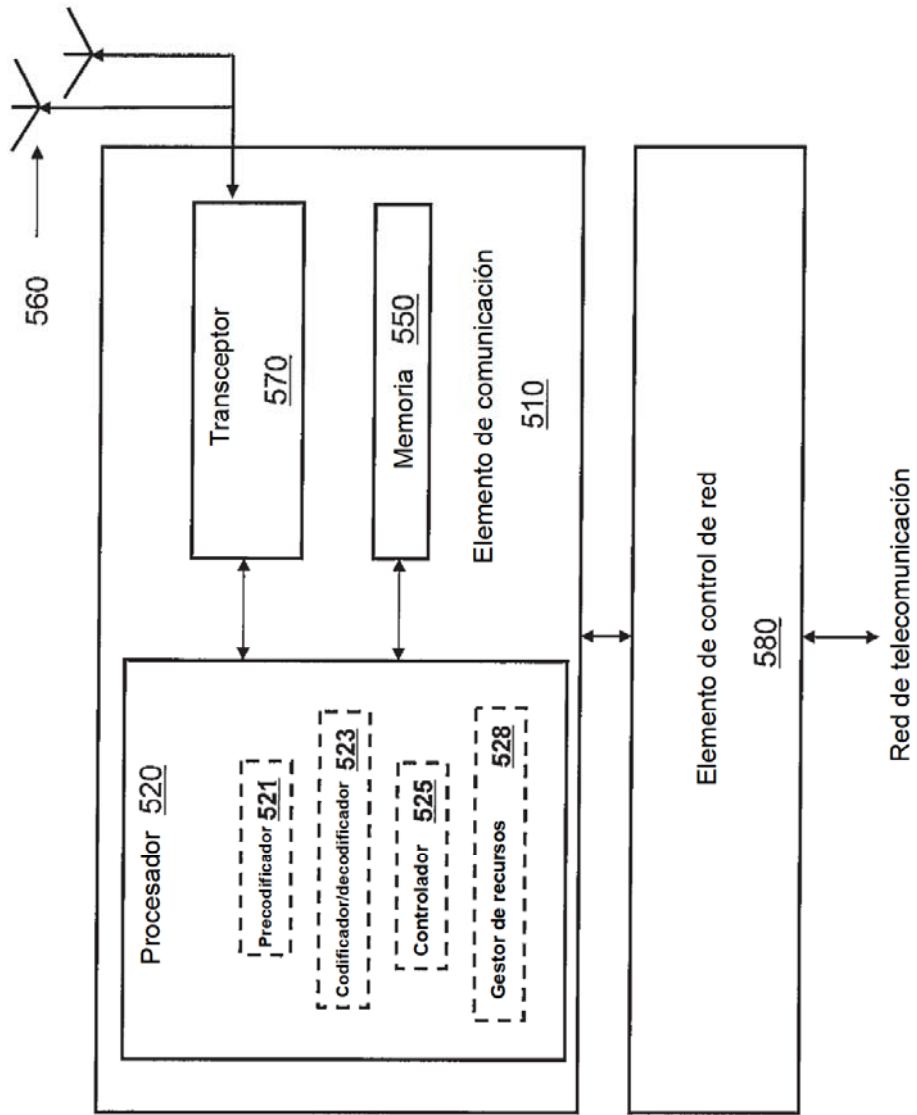 560
Procesador 520
Precodificador 521
Codificador/decodificador 523
Controlador 525
Gestor de recursos 528
Transceptor
570
Memoria 550
Elemento de comunicación
510
Elemento de control de red
580
Red de telecomunicación